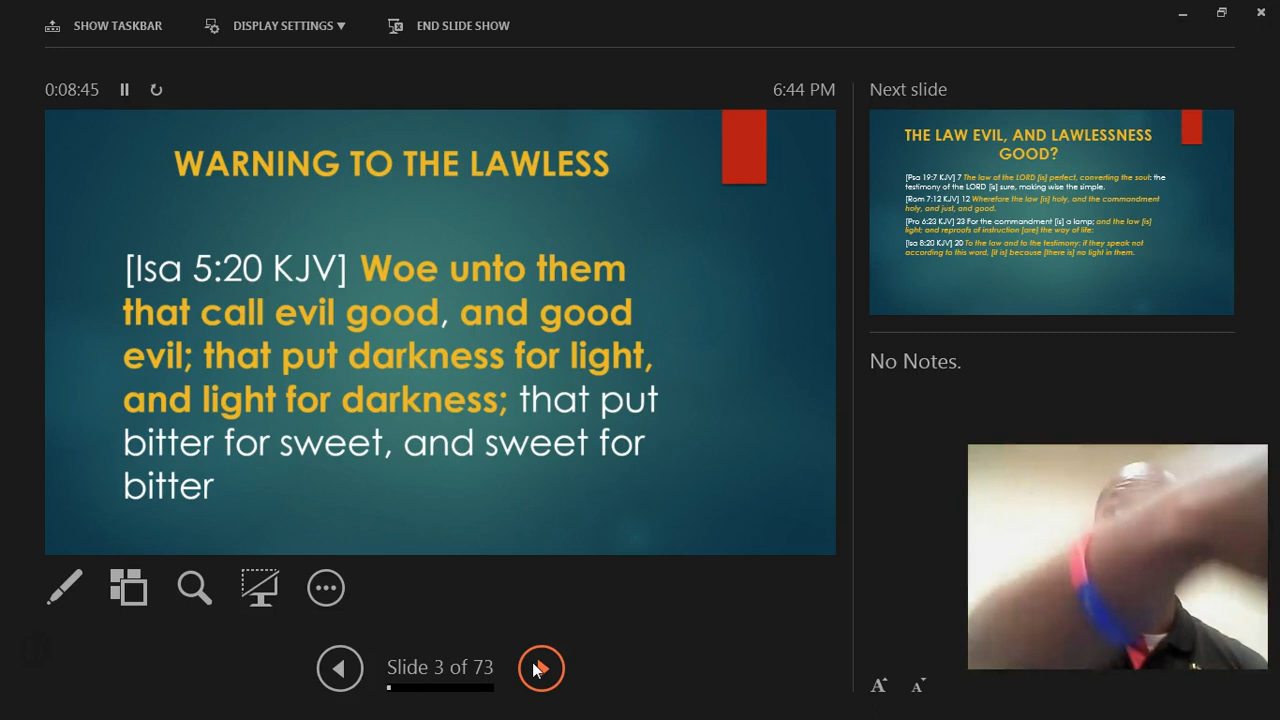 SHOW TASKBAR DISPLAY SETTINGS ▼ END SLIDE SHOW
0:08:45 6:44 PM
WARNING TO THE LAWLESS
[Isa 5:20 KJV] Woe unto them
that call evil good, and good
evil; that put darkness for light,
and light for darkness; that put
bitter for sweet, and sweet for
bitter
Slide 3 of 73
Next slide
THE LAW EVIL, AND LAWLESSNESS
GOOD?
[Psa 19:7 KJV] 7 The law of the LORD [is] perfect, converting the soul: the
testimony of the LORD [is] sure, making wise the simple.
[Rom 7:12 KJV] 12 Wherefore the law [is] holy, and the commandment
holy, and just, and good.
[Pro 6:23 KJV] 23 For the commandment [is] a lamp; and the law [is]
light; and reproofs of instruction [are] the way of life:
[Isa 8:20 KJV] 20 To the law and to the testimony: if they speak not
according to this word, [it is] because [there is] no light in them.
No Notes.
A A